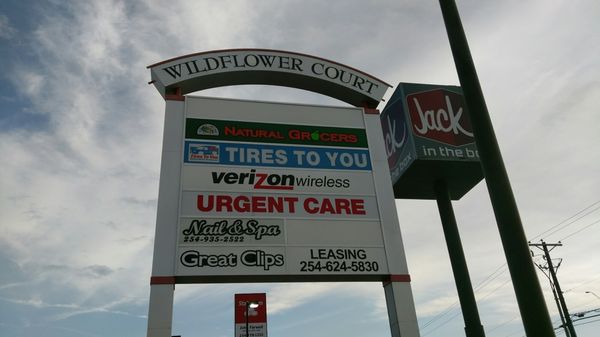 WILDFLOWER COURT
NATURAL GROCERS
TIRES TO YOU
verizon wireless
URGENT CARE
Nail & Spa
254-935-2522
Great Clips
LEASING
254-624-5830
Jack
in the bo